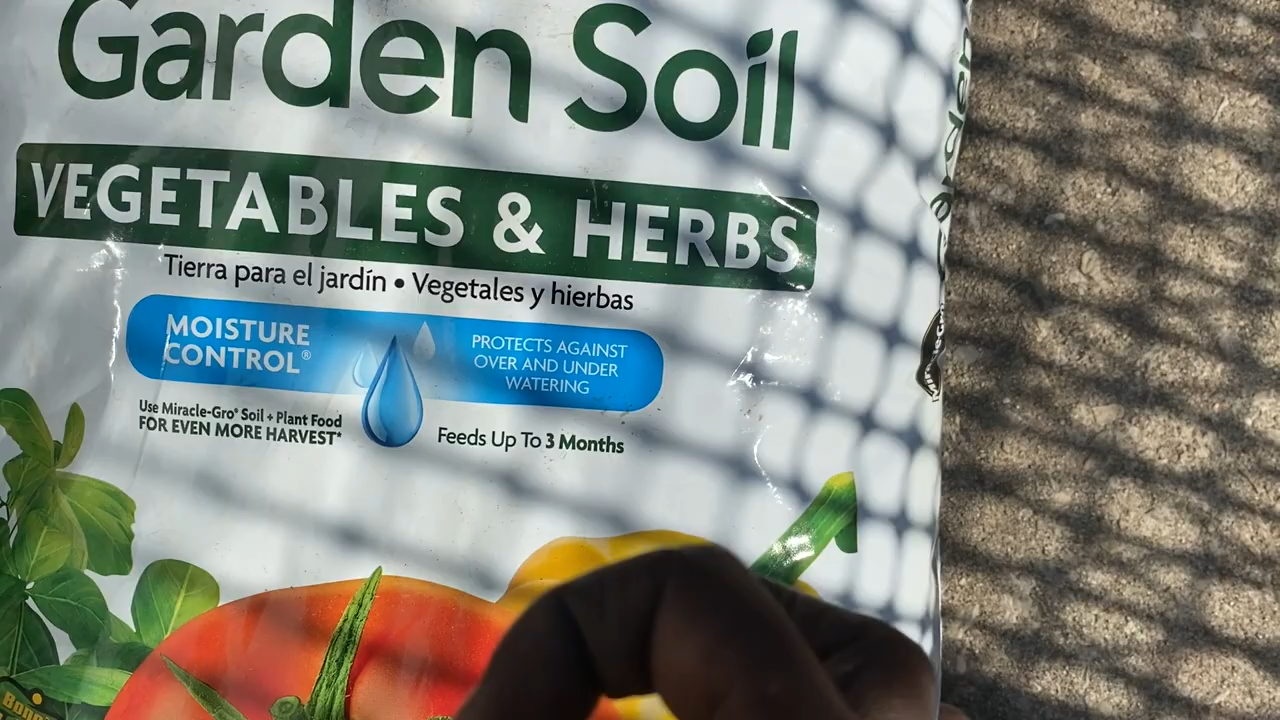 Garden Soil
VEGETABLES & HERBS
Tierra para el jardín • Vegetales y hierbas
MOISTURE
CONTROL®
PROTECTS AGAINST
OVER AND UNDER
WATERING
Use Miracle-Gro® Soil + Plant Food
FOR EVEN MORE HARVEST*
Feeds Up To 3 Months